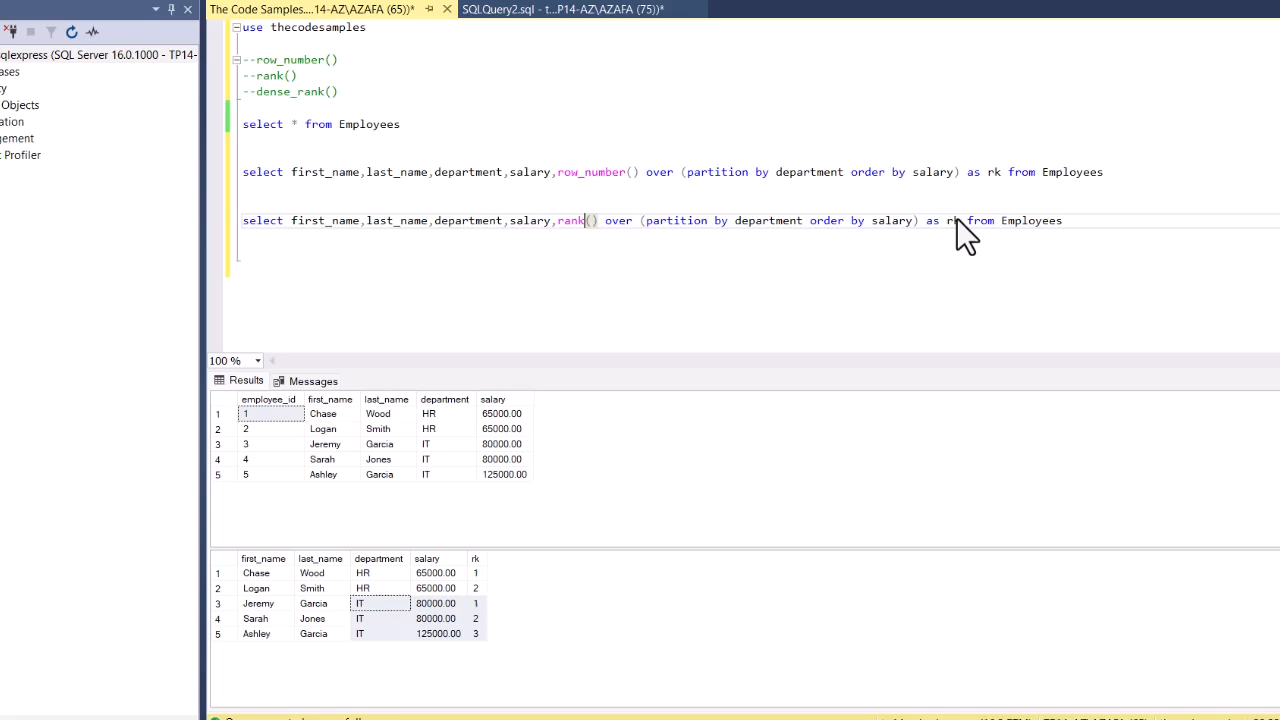 The Code Samples....14-AZ\AZAFA (65))*
SQLQuery2.sql - t...P14-AZ\AZAFA (75))*
sqlexpress (SQL Server 16.0.1000 - TP14-
ases
ty
Objects
ation
gement
t Profiler
use thecodesamples
--row_number()
--rank()
--dense_rank()
select * from Employees
select first_name,last_name,department,salary,row_number() over (partition by department order by salary) as rk from Employees
select first_name,last_name,department,salary,rank() over (partition by department order by salary) as rk from Employees
100 %
Results Messages
employee_id first_name last_name department salary
1 1 Chase Wood HR 65000.00
2 2 Logan Smith HR 65000.00
3 3 Jeremy Garcia IT 80000.00
4 4 Sarah Jones IT 80000.00
5 5 Ashley Garcia IT 125000.00
first_name last_name department salary rk
1 Chase Wood HR 65000.00 1
2 Logan Smith HR 65000.00 2
3 Jeremy Garcia IT 80000.00 1
4 Sarah Jones IT 80000.00 2
5 Ashley Garcia IT 125000.00 3